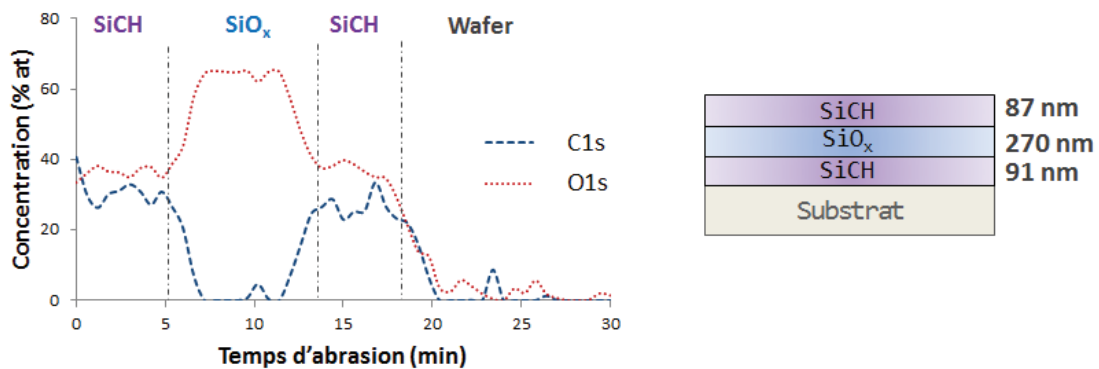 SiCH SiOx SiCH Wafer
Concentration (% at)
80
60
40
20
0
0 5 10 15 20 25 30
Temps d'abrasion (min)
C1s
O1s
SiCH 87 nm
SiOx 270 nm
SiCH 91 nm
Substrat